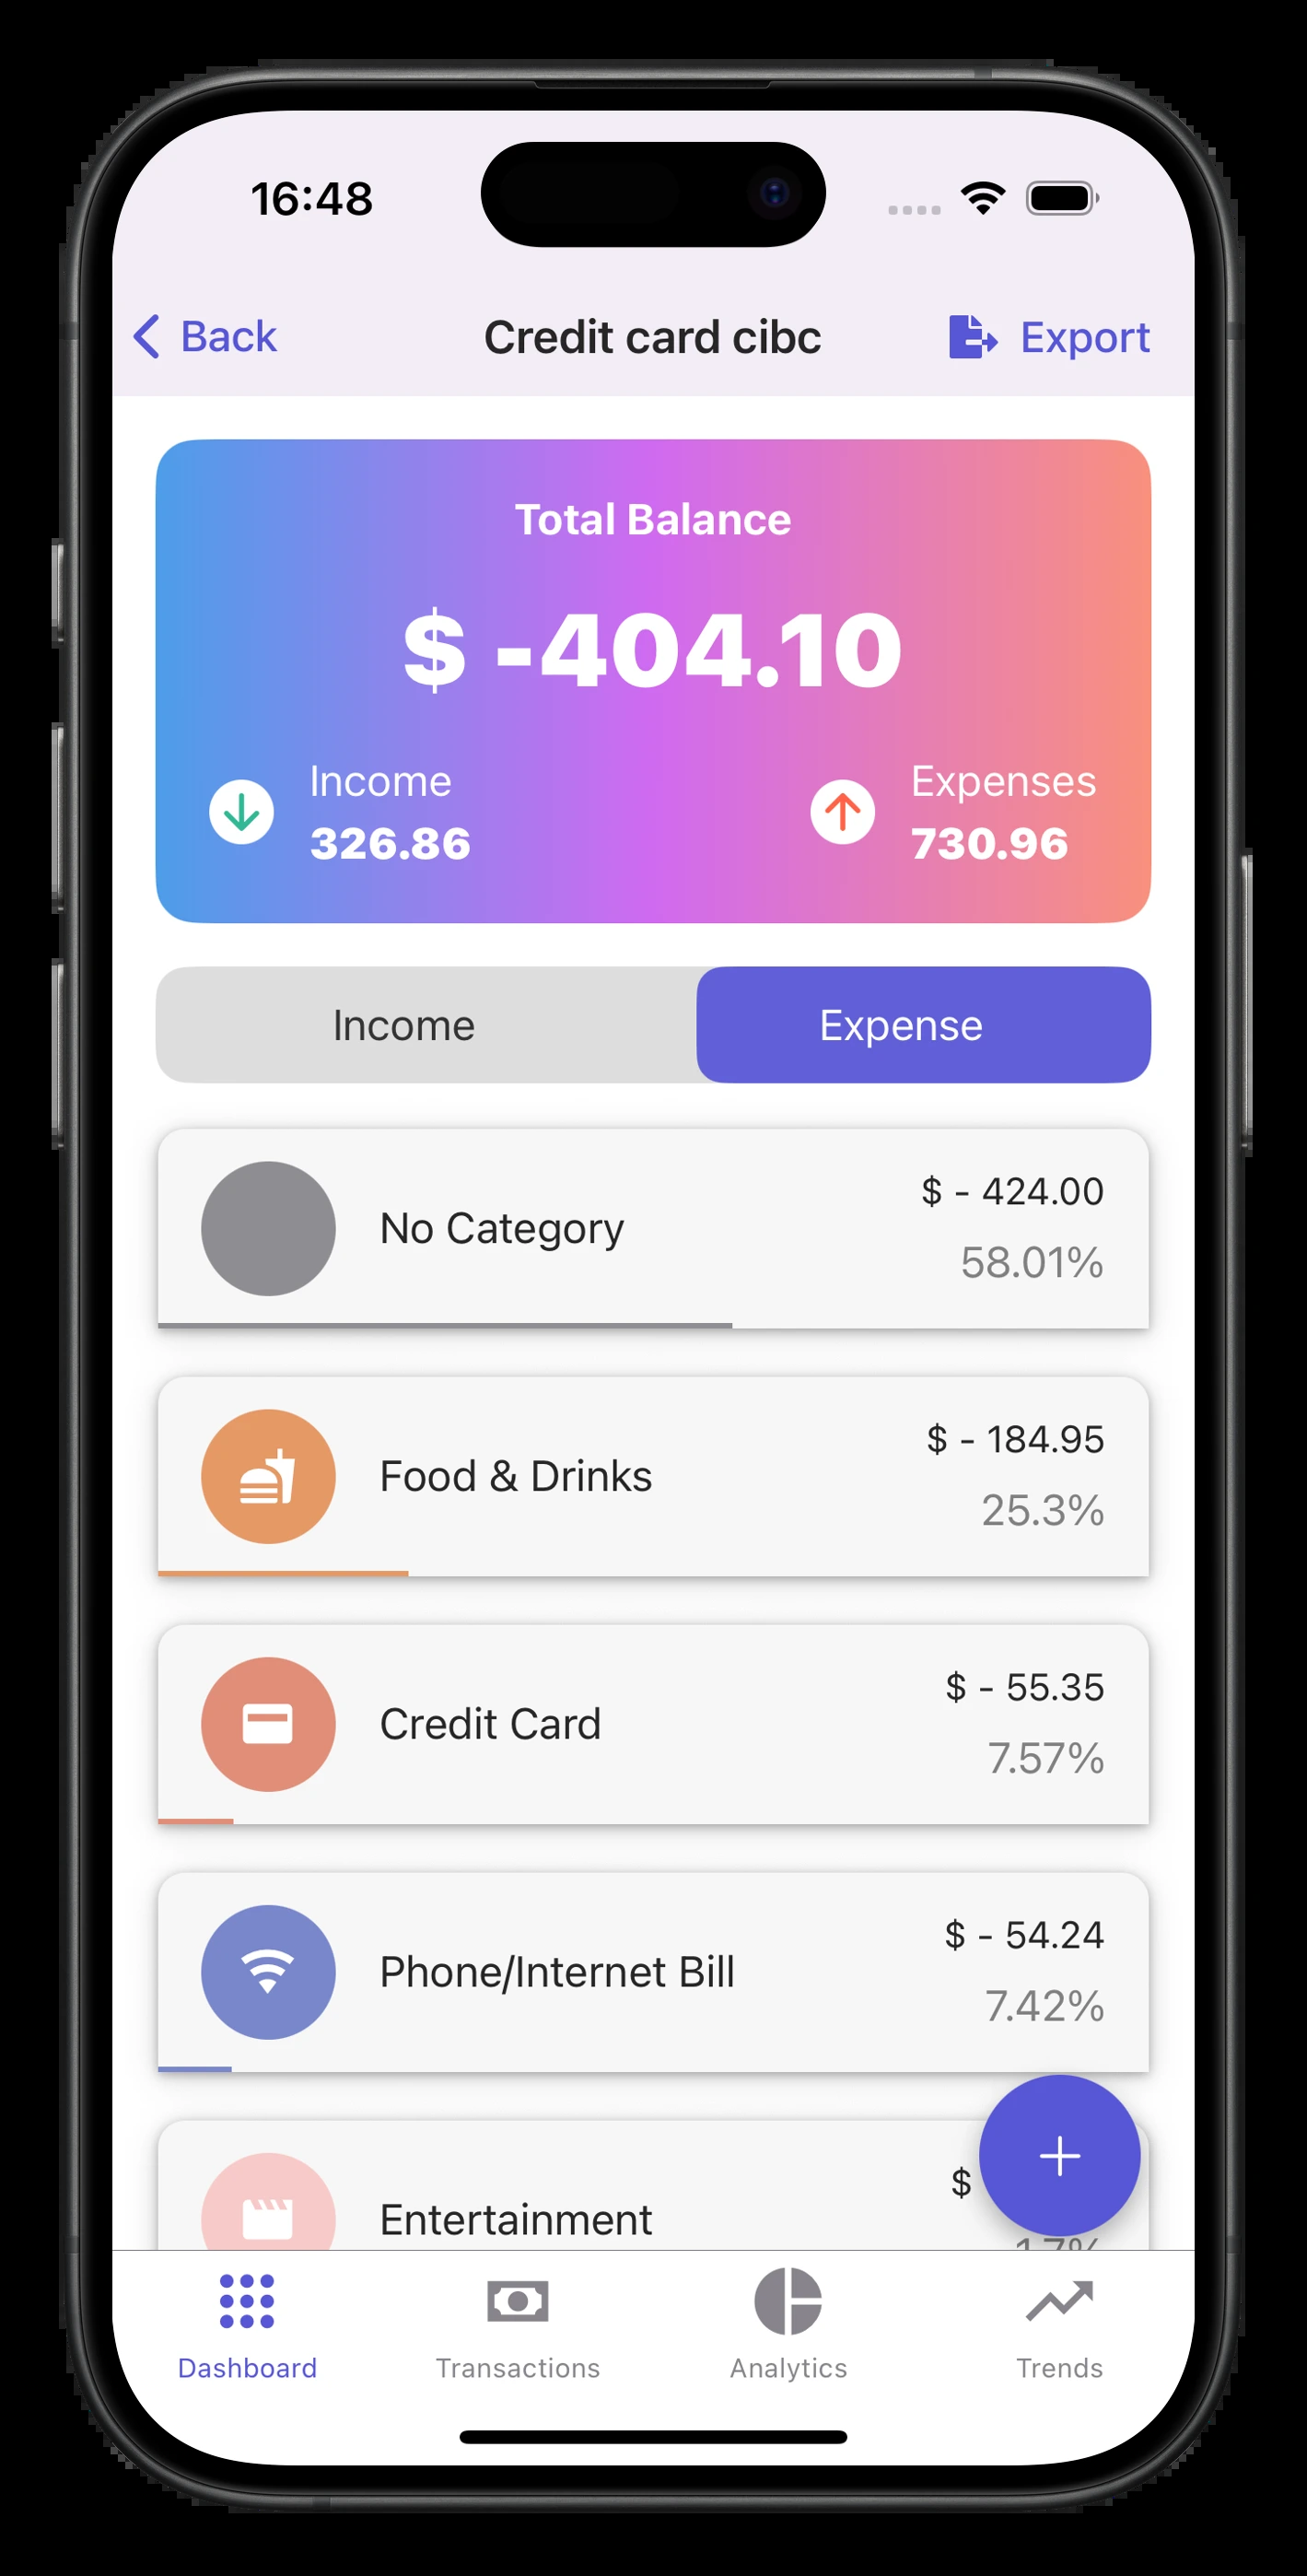 16:48
Back
Credit card cibc
Export
Total Balance
$ -404.10
Income
326.86
Expenses
730.96
Income
Expense
No Category
$ - 424.00
58.01%
Food & Drinks
$ - 184.95
25.3%
Credit Card
$ - 55.35
7.57%
Phone/Internet Bill
$ - 54.24
7.42%
Entertainment
$
Dashboard
Transactions
Analytics
Trends